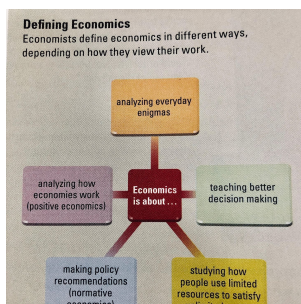 Defining Economics
Economists define economics in different ways,
depending on how they view their work.
analyzing everyday
enigmas
analyzing how
economies work
(positive economics)
Economics
is about . . .
teaching better
decision making
making policy
recommendations
(normative
economics)
studying how
people use limited
resources to satisfy